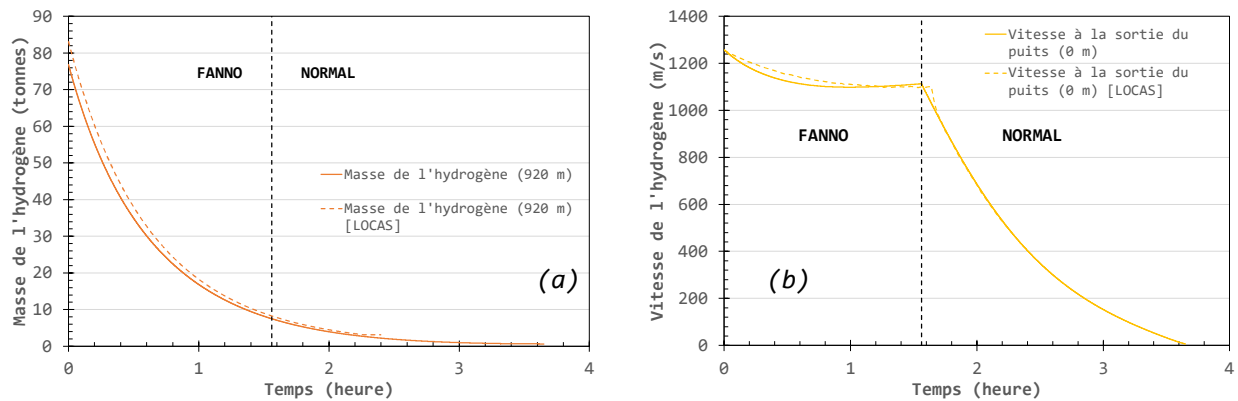 90
80
70
60
50
40
30
20
10
0
Masse de l'hydrogène (tonnes)
FANNO
NORMAL
Masse de l'hydrogène (920 m)
Masse de l'hydrogène (920 m)
[LOCAS]
(a)
0
1
2
3
4
Temps (heure)
1400
1200
1000
800
600
400
200
0
Vitesse de l'hydrogène (m/s)
Vitesse à la sortie du
puits (0 m)
Vitesse à la sortie du
puits (0 m) [LOCAS]
FANNO
NORMAL
(b)
0
1
2
3
4
Temps (heure)